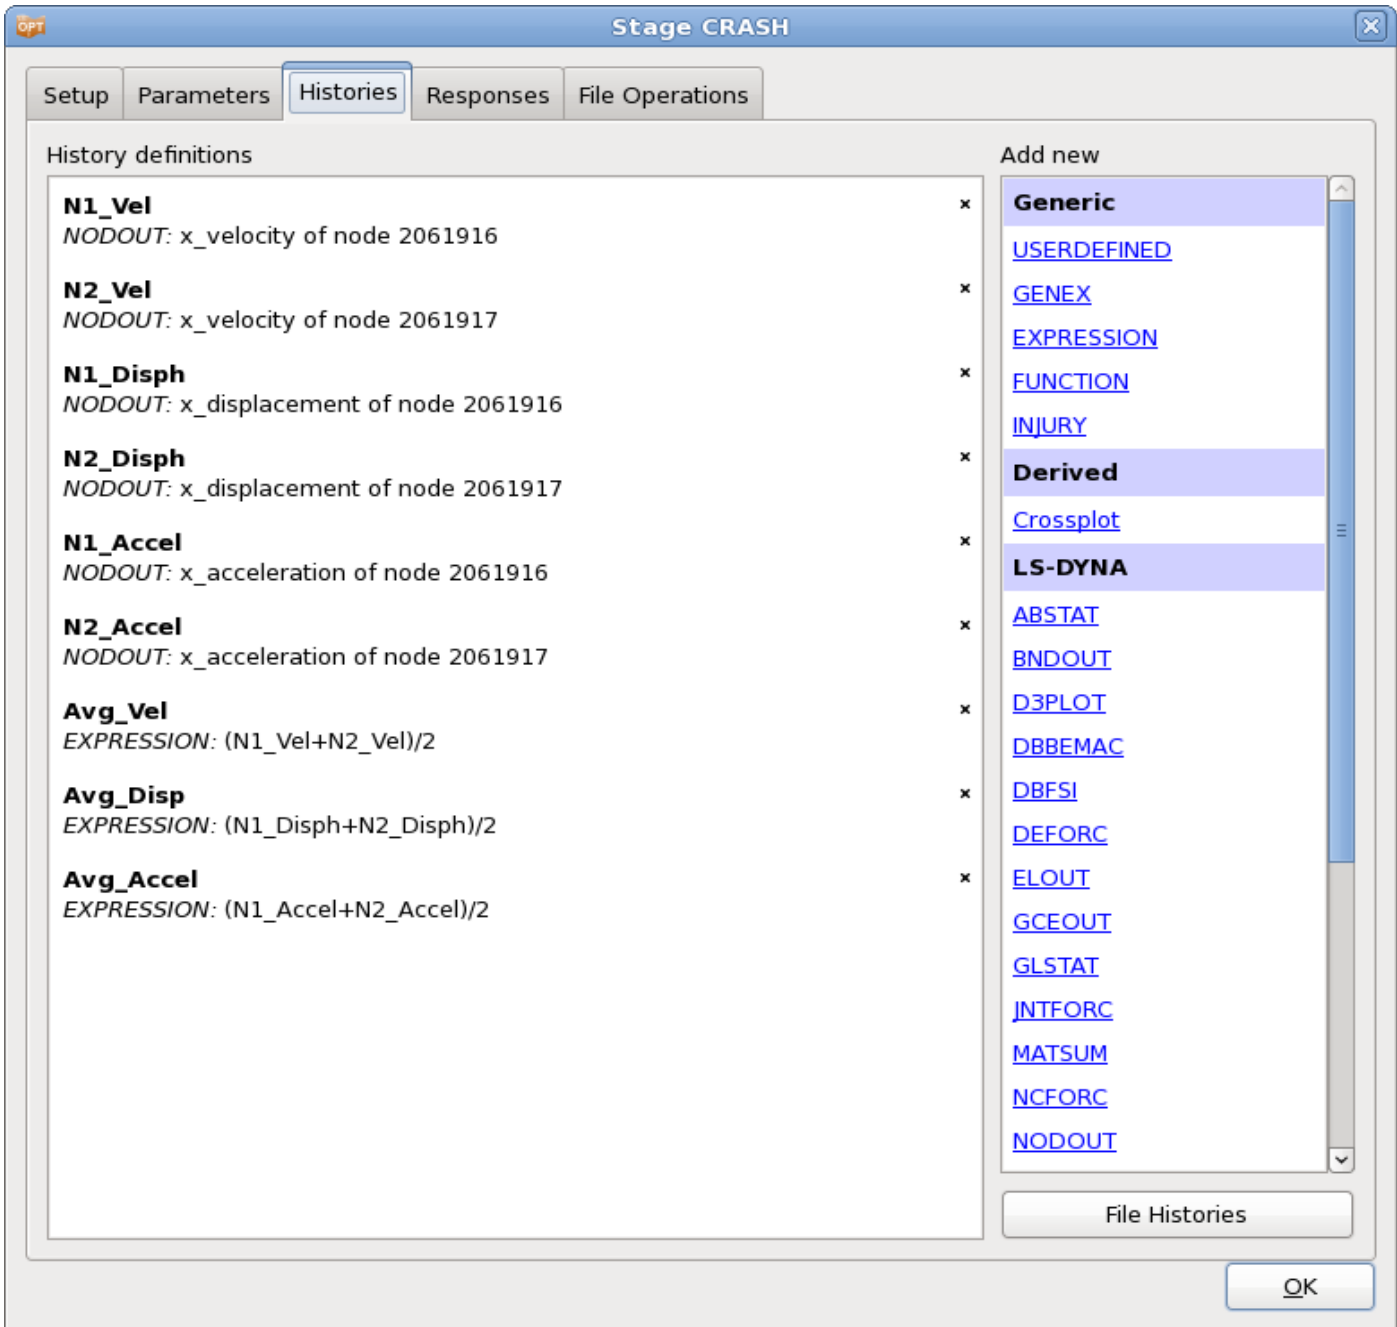 OPT
Stage CRASH
Setup Parameters Histories Responses File Operations
History definitions
N1_Vel
NODOUT: x_velocity of node 2061916
N2_Vel
NODOUT: x_velocity of node 2061917
N1_Disph
NODOUT: x_displacement of node 2061916
N2_Disph
NODOUT: x_displacement of node 2061917
N1_Accel
NODOUT: x_acceleration of node 2061916
N2_Accel
NODOUT: x_acceleration of node 2061917
Avg_Vel
EXPRESSION: (N1_Vel+N2_Vel)/2
Avg_Disp
EXPRESSION: (N1_Disph+N2_Disph)/2
Avg_Accel
EXPRESSION: (N1_Accel+N2_Accel)/2
Add new
Generic
USERDEFINED
GENEX
EXPRESSION
FUNCTION
INJURY
Derived
Crossplot
LS-DYNA
ABSTAT
BNDOUT
D3PLOT
DBBEMAC
DBFSI
DEFORC
ELOUT
GCEOUT
GLSTAT
JNTFORC
MATSUM
NCFORC
NODOUT
File Histories
OK